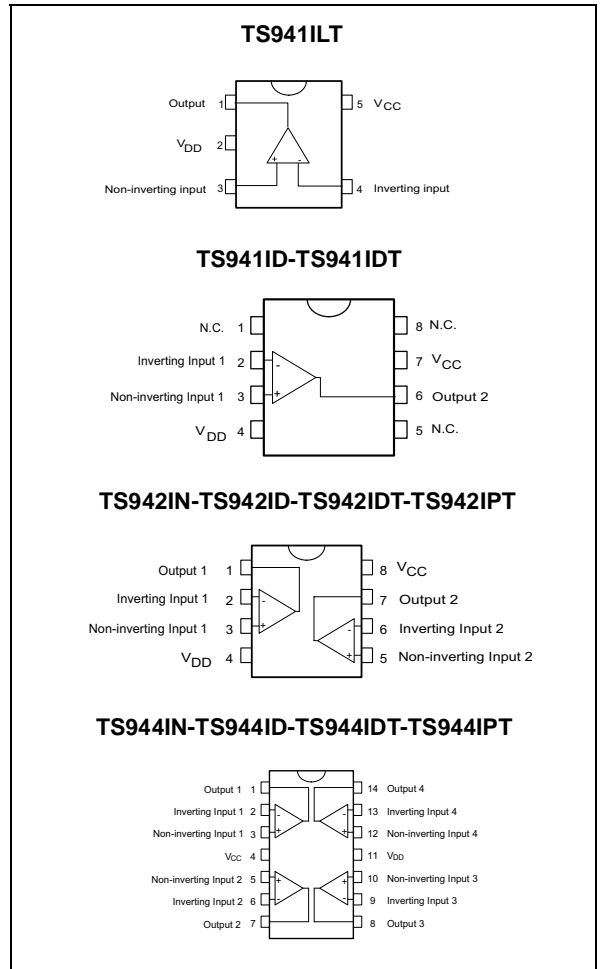 TS941ILT
Output 1 5 VCC
VDD 2
+ -
Non-inverting input 3 4 Inverting input
TS941ID-TS941IDT
N.C. 1 8 N.C.
Inverting Input 1 2 - 7 VCC
Non-inverting Input 1 3 + 6 Output 2
VDD 4 5 N.C.
TS942IN-TS942ID-TS942IDT-TS942IPT
Output 1 1 8 VCC
Inverting Input 1 2 - 7 Output 2
Non-inverting Input 1 3 + - 6 Inverting Input 2
VDD 4 + 5 Non-inverting Input 2
TS944IN-TS944ID-TS944IDT-TS944IPT
Output 1 1 14 Output 4
Inverting Input 1 2 - - 13 Inverting Input 4
Non-inverting Input 1 3 + + 12 Non-inverting Input 4
VCC 4 11 VDD
Non-inverting Input 2 5 + + 10 Non-inverting Input 3
Inverting Input 2 6 - - 9 Inverting Input 3
Output 2 7 8 Output 3